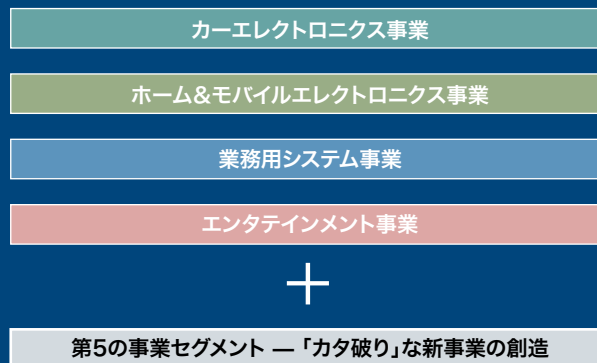 カーエレクトロニクス事業
ホーム&モバイルエレクトロニクス事業
業務用システム事業
エンタテインメント事業
+
第5の事業セグメント ― 「カタ破り」な新事業の創造